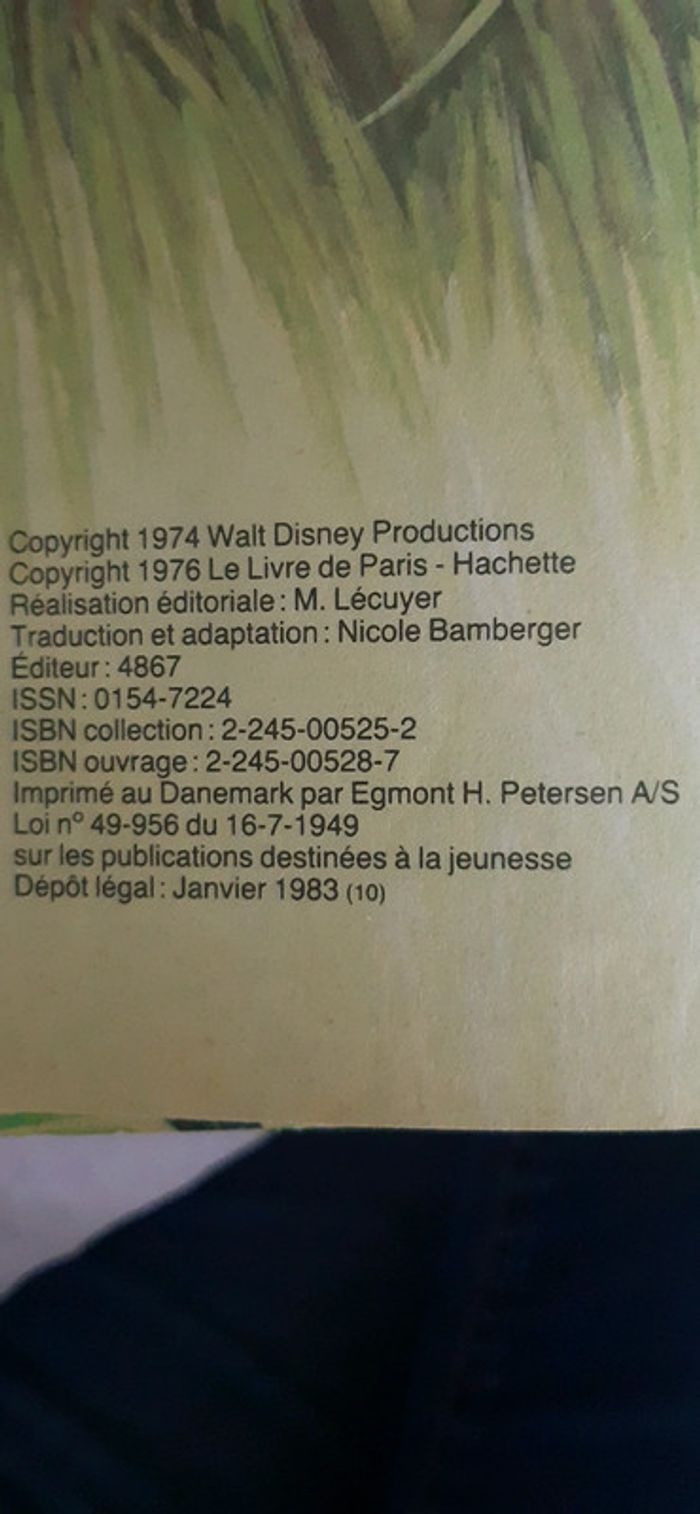 Copyright 1974 Walt Disney Productions
Copyright 1976 Le Livre de Paris - Hachette
Réalisation éditoriale : M. Lécuyer
Traduction et adaptation : Nicole Bamberger
Éditeur : 4867
ISSN : 0154-7224
ISBN collection : 2-245-00525-2
ISBN ouvrage : 2-245-00528-7
Imprimé au Danemark par Egmont H. Petersen A/S
Loi nº 49-956 du 16-7-1949
sur les publications destinées à la jeunesse
Dépôt légal : Janvier 1983 (10)